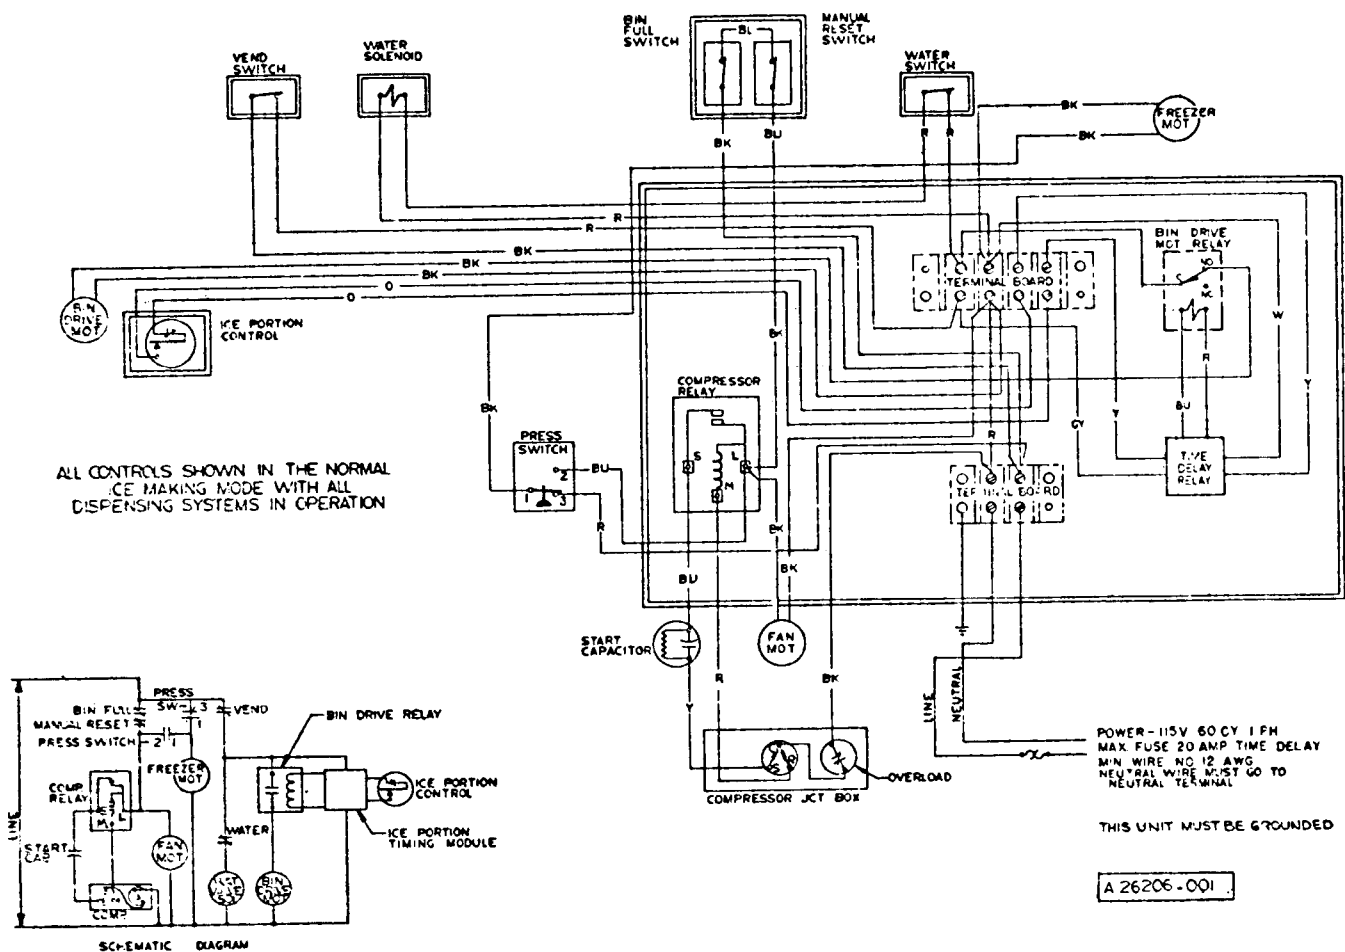 BIN
FULL
SWITCH
MANUAL
RESET
SWITCH
BL
VEND
SWITCH
WATER
SOLENOID
WATER
SWITCH
BK
FREEZER
MOT
BK
BU
R
R
BK
BK
R
R
BK
BK
BK
O
O
BIN
DRIVE
MOT
ICE PORTION
CONTROL
BIN DRIVE
MOT RELAY
NO
C
NC
TERMINAL BOARD
W
BK
R
Y
BU
GY
Y
R
COMPRESSOR
RELAY
S
L
M
BK
PRESS
SWITCH
2
BU
1
3
R
TIME
DELAY
RELAY
TERMINAL BOARD
ALL CONTROLS SHOWN IN THE NORMAL
ICE MAKING MODE WITH ALL
DISPENSING SYSTEMS IN OPERATION
BK
BK
BU
START
CAPACITOR
FAN
MOT
R
BK
Y
LINE
NEUTRAL
C
S
R
OVERLOAD
COMPRESSOR JCT BOX
POWER-115V 60 CY 1 PH
MAX. FUSE 20 AMP TIME DELAY
MIN WIRE NO 12 AWG
NEUTRAL WIRE MUST GO TO
NEUTRAL TERMINAL
THIS UNIT MUST BE GROUNDED
A 26206-001
PRESS
SW
3
1
BIN FULL
MANUAL RESET
PRESS SWITCH
2
1
VEND
BIN DRIVE RELAY
FREEZER
MOT
COMP.
RELAY
M
L
ICE PORTION
CONTROL
LINE
START
CAP
FAN
MOT
WATER
ICE PORTION
TIMING MODULE
BIN
COMP.
SCHEMATIC DIAGRAM